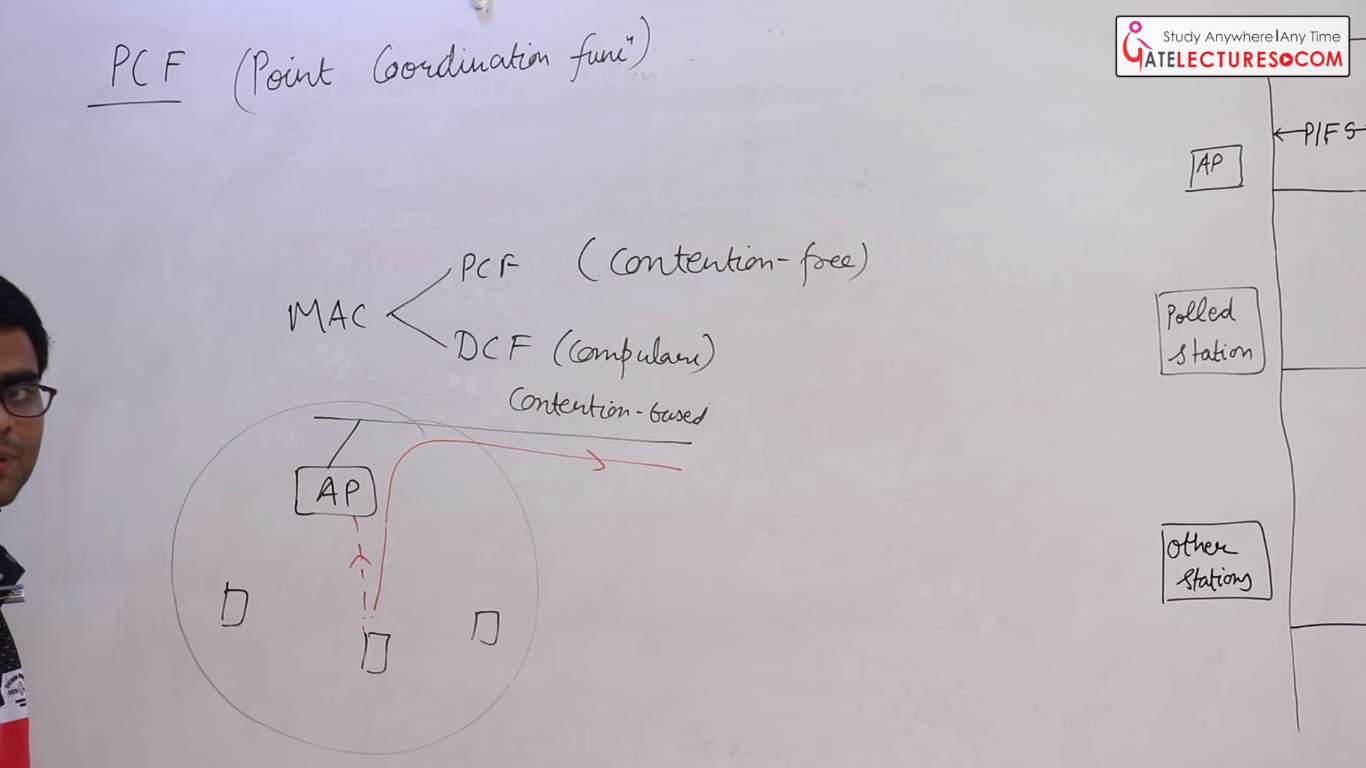 PCF (Point Coordination funcⁿ)
Study Anywhere|Any Time
GATELECTURES.COM
PIFS
AP
PCF (Contention-free)
MAC
DCF (Compulsary)
Contention-based
Polled
Station
AP
Other
Stations